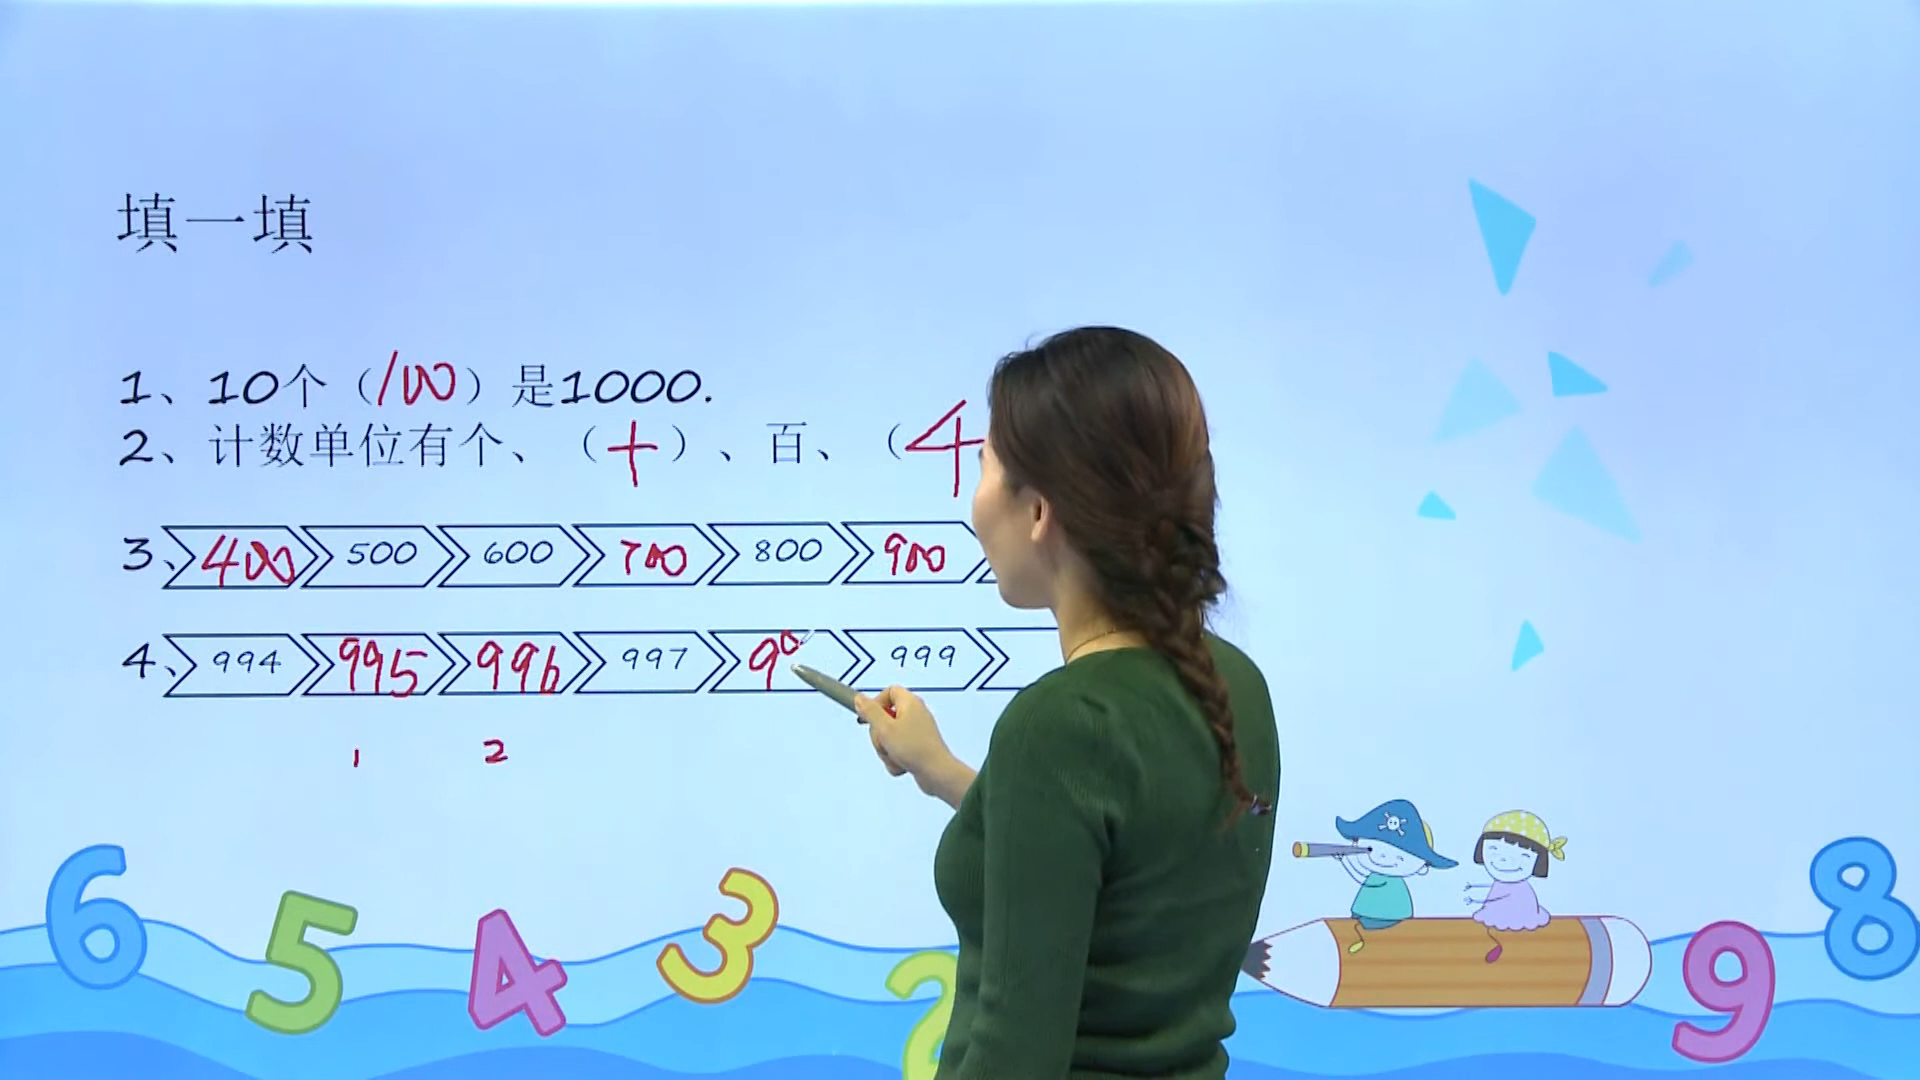 填一填
1、10个（100）是1000.
2、计数单位有个、（十）、百、（千
3、400 500 600 700 800 900
4、994 995 996 997 99 999
1 2
6 5 4 3 2 9 8